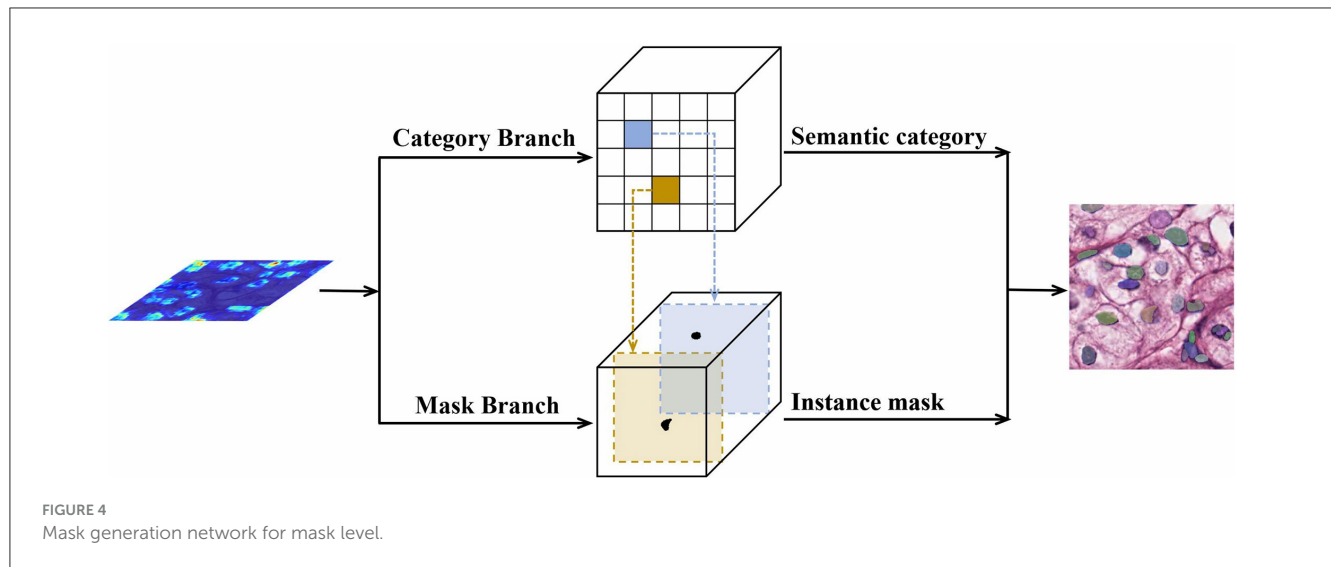 Category Branch
Semantic category
Mask Branch
Instance mask
FIGURE 4
Mask generation network for mask level.